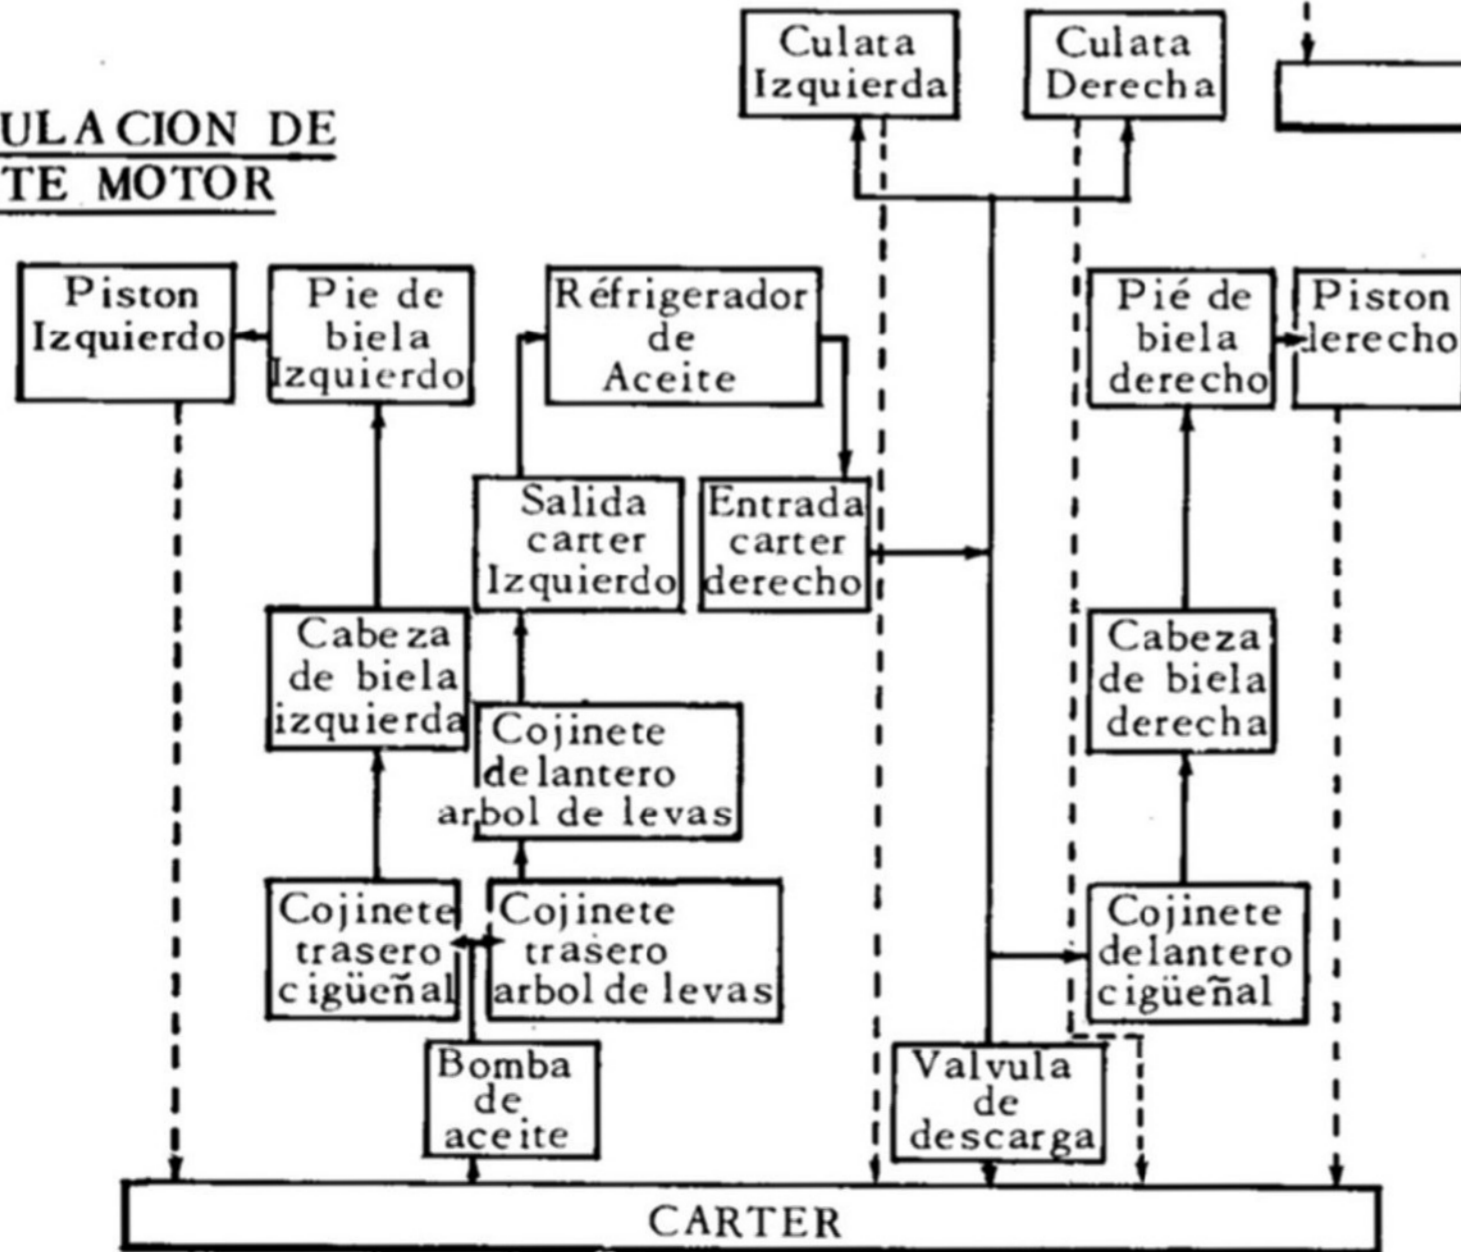 Culata
Izquierda
Culata
Derecha
ULACION DE
TE MOTOR
Piston
Izquierdo
Pie de
biela
Izquierdo
Réfrigerador
de
Aceite
Pié de
biela
derecho
Piston
derecho
Salida
carter
Izquierdo
Entrada
carter
derecho
Cabeza
de biela
izquierda
Cojinete
delantero
arbol de levas
Cabeza
de biela
derecha
Cojinete
trasero
cigüeñal
Cojinete
trasero
arbol de levas
Cojinete
delantero
cigüeñal
Bomba
de
aceite
Valvula
de
descarga
CARTER